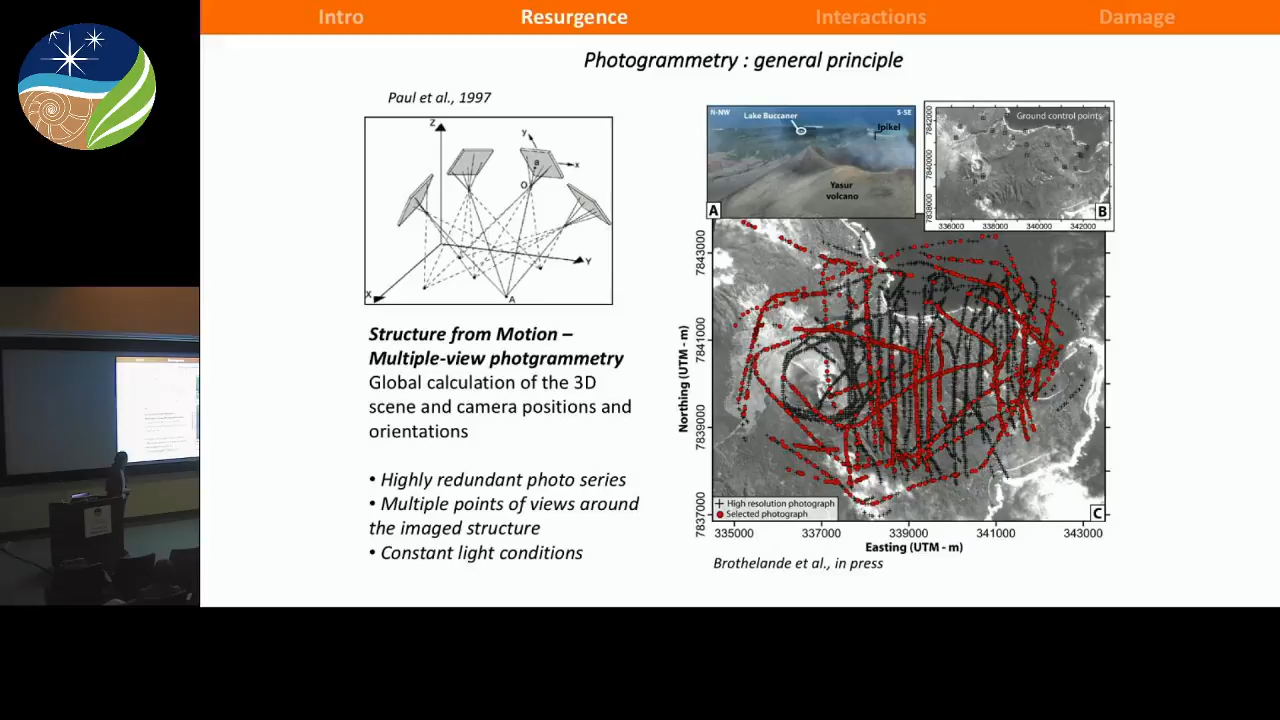 Intro Resurgence Interactions Damage
Photogrammetry : general principle
Paul et al., 1997
Z
y
a
x
O
Y
X
A
Structure from Motion –
Multiple-view photgrammetry
Global calculation of the 3D
scene and camera positions and
orientations
• Highly redundant photo series
• Multiple points of views around
the imaged structure
• Constant light conditions
N-NW
S-SE
Lake Buccaner
Ipikel
Yasur
volcano
A
Ground control points
7842000
7840000
7838000
336000 338000 340000 342000
B
Northing (UTM - m)
7843000
7841000
7839000
7837000
High resolution photograph
Selected photograph
C
335000 337000 339000 341000 343000
Easting (UTM - m)
Brothelande et al., in press